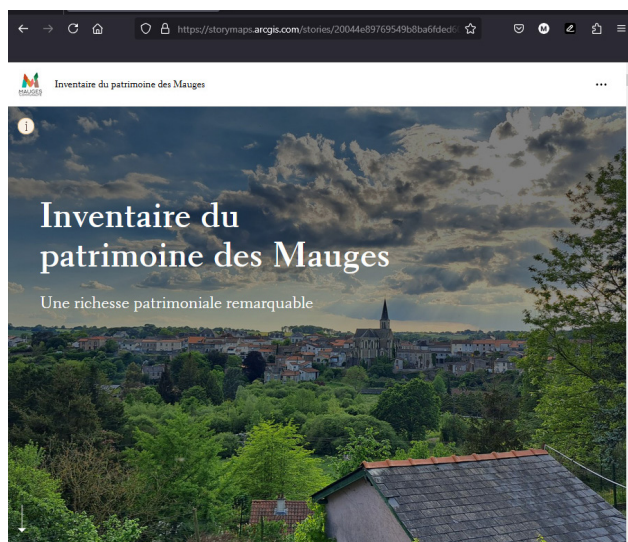 https://storymaps.arcgis.com/stories/20044e89769549b8ba6fded6
M
MAUGES
Inventaire du patrimoine des Mauges
...
i
Inventaire du
patrimoine des Mauges
Une richesse patrimoniale remarquable